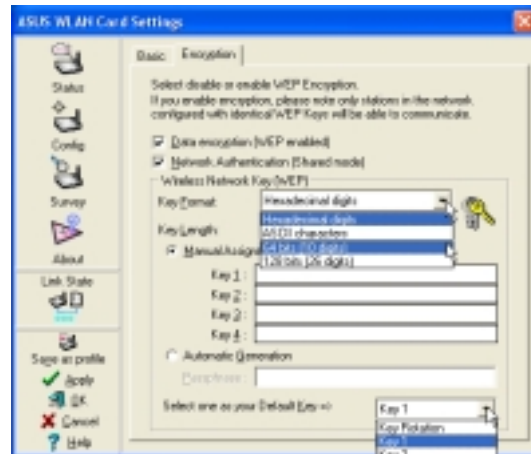 ASUS WLAN Card Settings
Status
Config
Survey
About
Link State
Save as profile
Apply
OK
Cancel
Help
Basic
Encryption
Select disable or enable WEP Encryption.
If you enable encryption, please note only stations in the network
configured with identical WEP Keys will be able to communicate.
Data encryption (WEP enabled)
Network Authentication (Shared mode)
Wireless Network Key (WEP)
Key Format: Hexadecimal digits
Hexadecimal digits
ASCII characters
Key Length: 64 bits (10 digits)
128 bits (26 digits)
Manual Assign
Key 1:
Key 2:
Key 3:
Key 4:
Automatic Generation
Passphrase:
Select one as your Default Key => Key 1
Key Rotation
Key 1
Key 2